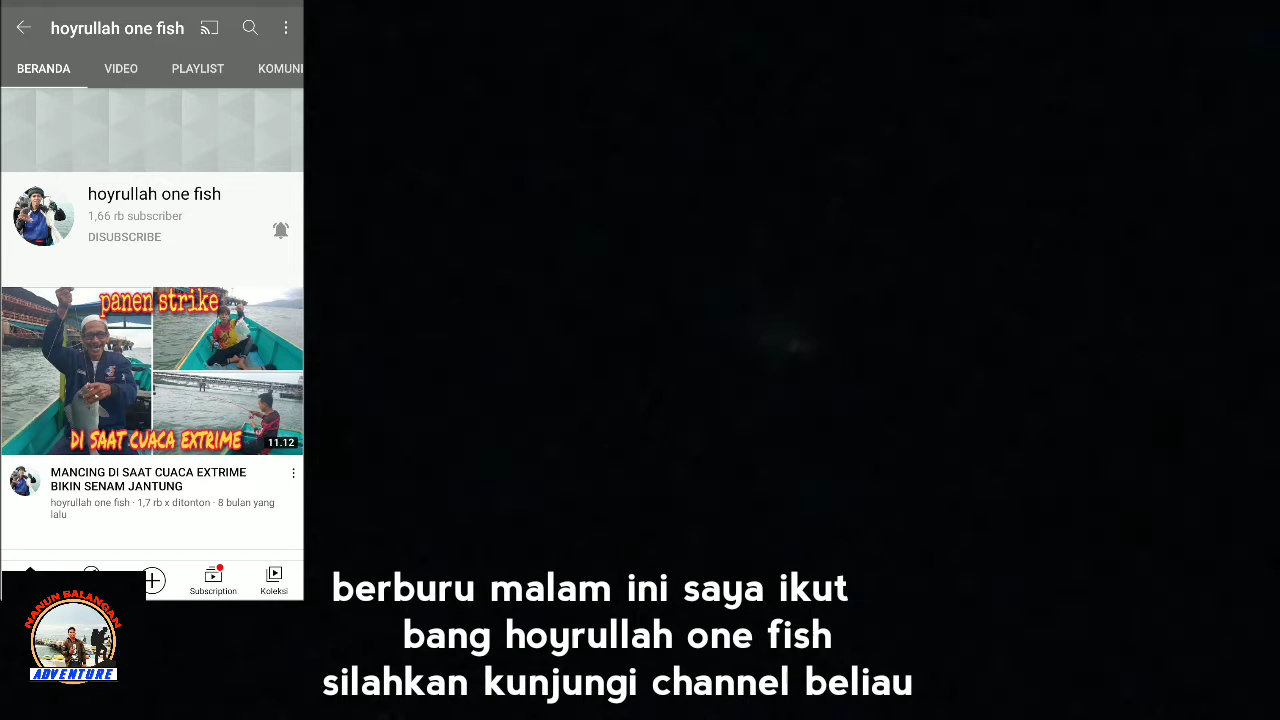 hoyrullah one fish
BERANDA VIDEO PLAYLIST KOMUNI
hoyrullah one fish
1,66 rb subscriber
DISUBSCRIBE
panen strike
DI SAAT CUACA EXTRIME
11.12
MANCING DI SAAT CUACA EXTRIME
BIKIN SENAM JANTUNG
hoyrullah one fish · 1,7 rb x ditonton · 8 bulan yang
lalu
Subscription Koleksi
NANUN BALANGAN
ADVENTURE
berburu malam ini saya ikut
bang hoyrullah one fish
silahkan kunjungi channel beliau